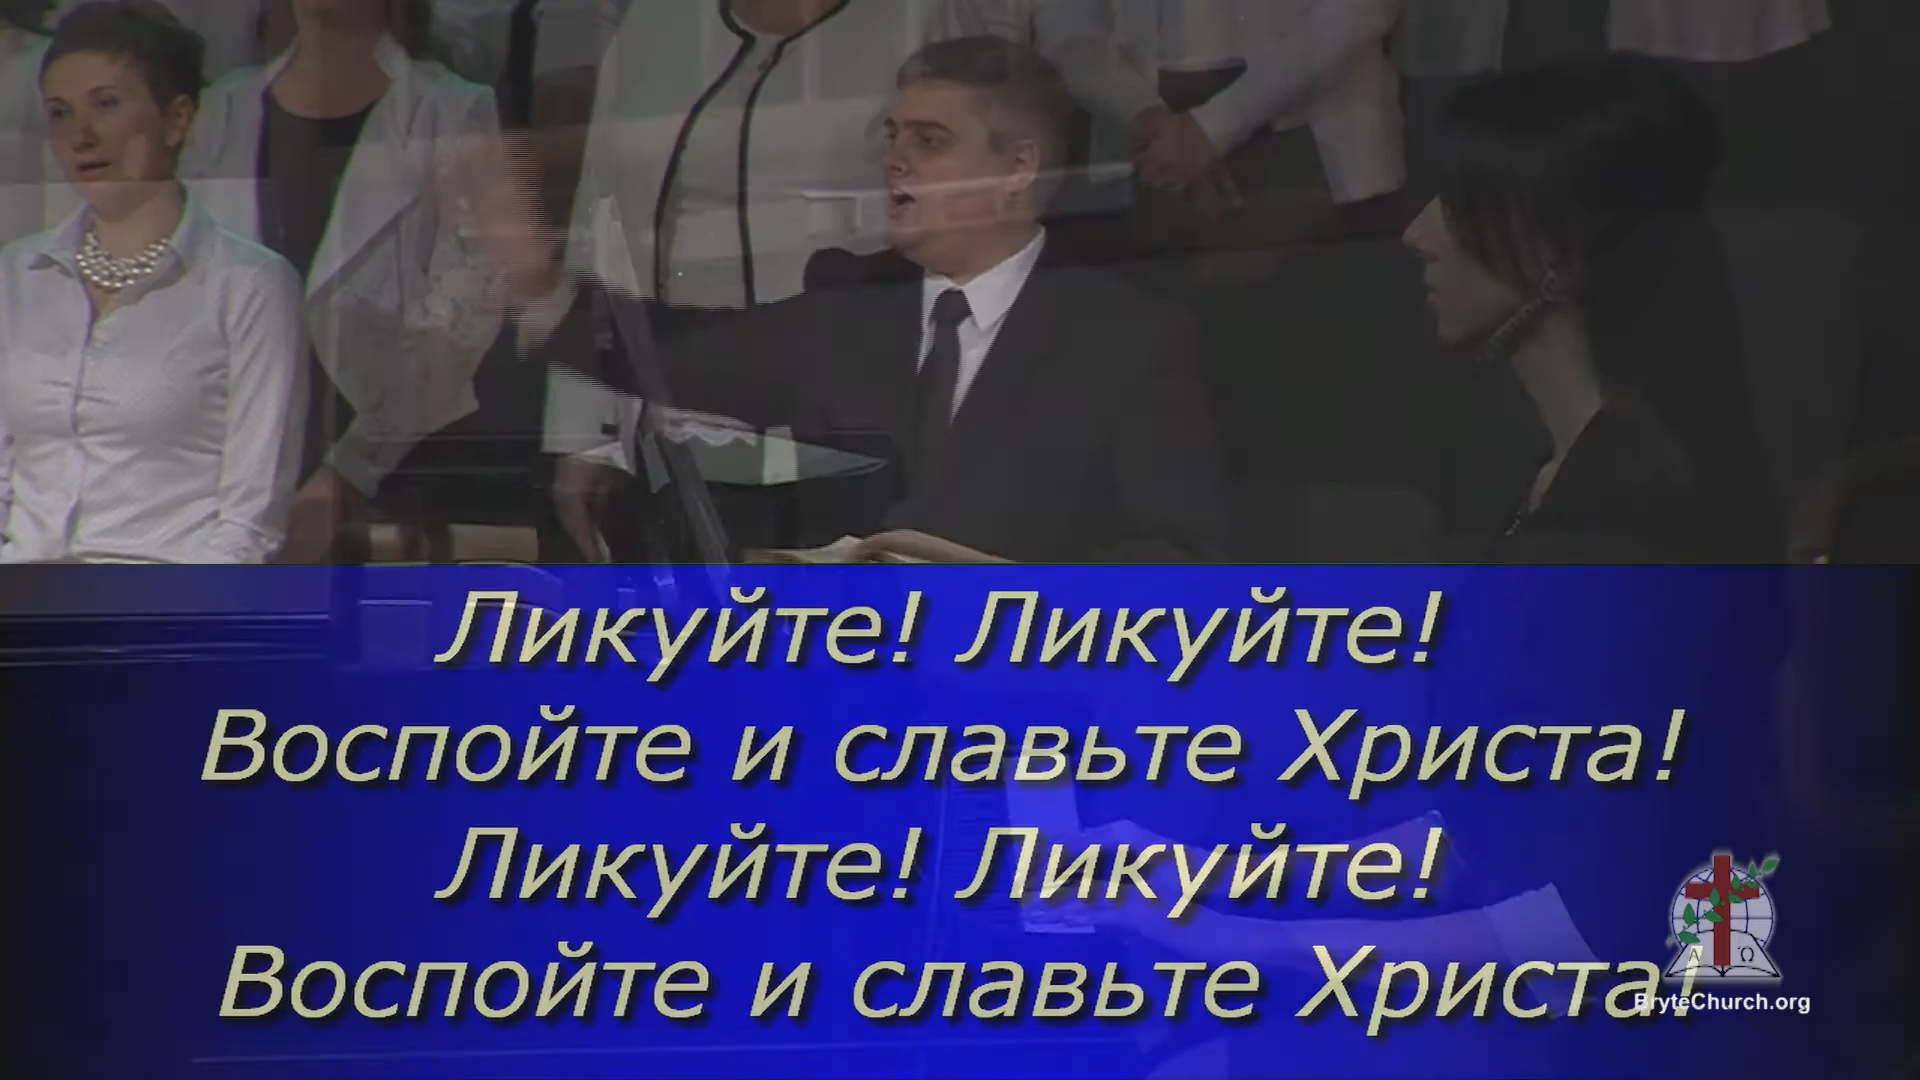 Ликуйте! Ликуйте!
Воспойте и славьте Христа!
Ликуйте! Ликуйте!
Воспойте и славьте Христа!
Α Ω
BryteChurch.org